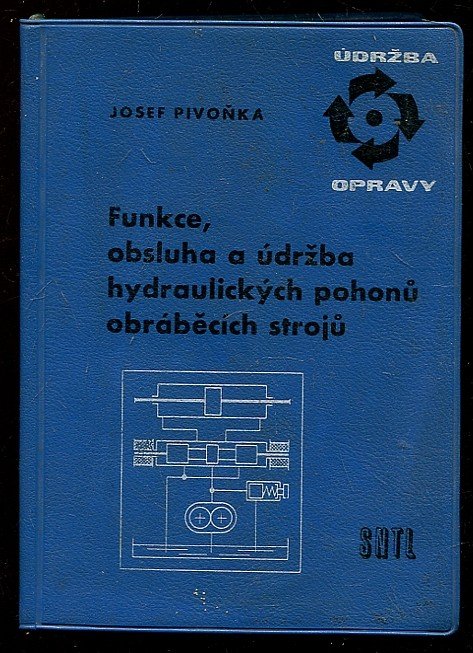 ÚDRŽBA
JOSEF PIVOŇKA
OPRAVY
Funkce,
obsluha a údržba
hydraulických pohonů
obráběcích strojů
SNTL